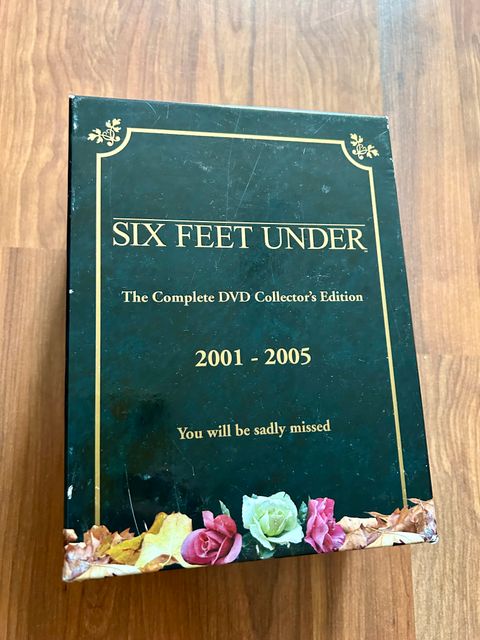 SIX FEET UNDER
The Complete DVD Collector's Edition
2001 - 2005
You will be sadly missed